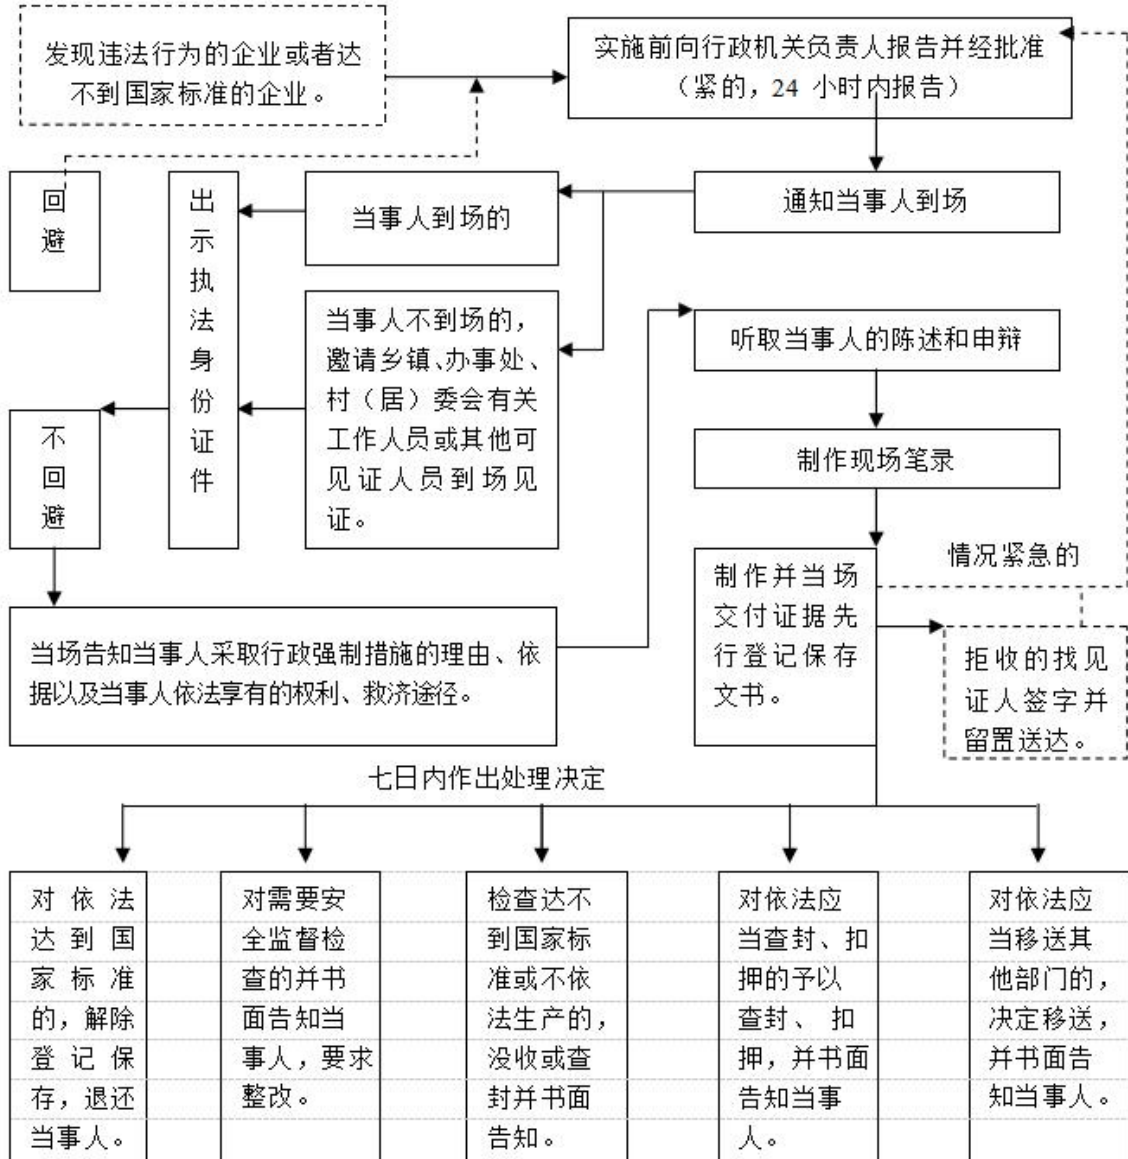 发现违法行为的企业或者达
不到国家标准的企业。
实施前向行政机关负责人报告并经批准
（紧的，24 小时内报告）
通知当事人到场
当事人到场的
出
示
执
法
身
份
证
件
回
避
当事人不到场的，
邀请乡镇、办事处、
村（居）委会有关
工作人员或其他可
见证人员到场见
证。
不
回
避
当场告知当事人采取行政强制措施的理由、依
据以及当事人依法享有的权利、救济途径。
听取当事人的陈述和申辩
制作现场笔录
制作并当场
交付证据先
行登记保存
文书。
情况紧急的
拒收的找见
证人签字并
留置送达。
七日内作出处理决定
对依法
达到国
家标准
的，解除
登记保
存，退还
当事人。
对需要安
全监督检
查的并书
面告知当
事人，要求
整改。
检查达不
到国家标
准或不依
法生产的，
没收或查
封并书面
告知。
对依法应
当查封、扣
押的予以
查封、扣
押，并书面
告知当事
人。
对依法应
当移送其
他部门的，
决定移送，
并书面告
知当事人。